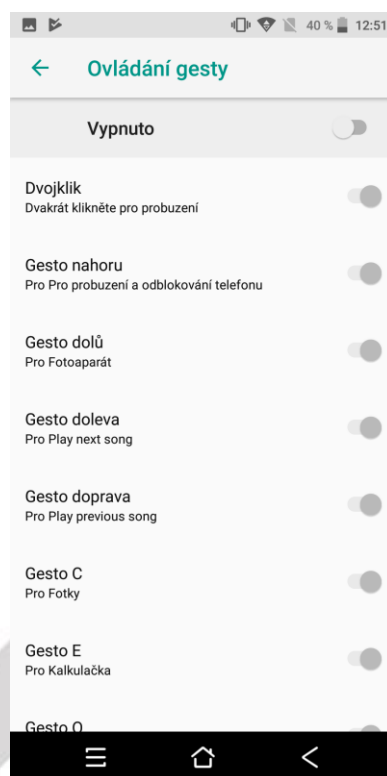 40 % 12:51
Ovládání gesty
Vypnuto
Dvojklik
Dvakrát klikněte pro probuzení
Gesto nahoru
Pro Pro probuzení a odblokování telefonu
Gesto dolů
Pro Fotoaparát
Gesto doleva
Pro Play next song
Gesto doprava
Pro Play previous song
Gesto C
Pro Fotky
Gesto E
Pro Kalkulačka
Gesto O